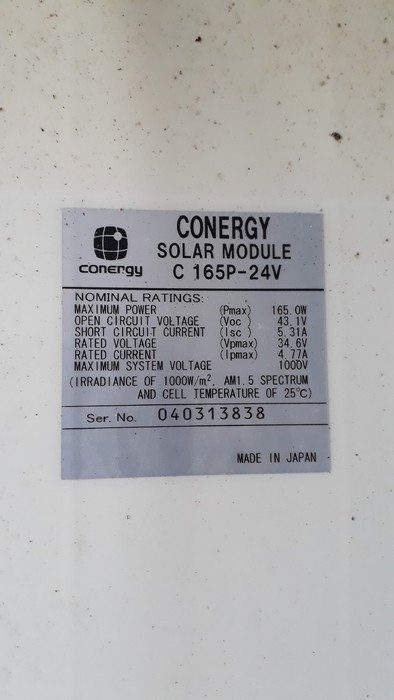 CONERGY
SOLAR MODULE
conergy
C 165P-24V
NOMINAL RATINGS:
MAXIMUM POWER (Pmax) 165.0W
OPEN CIRCUIT VOLTAGE (Voc) 43.1V
SHORT CIRCUIT CURRENT (Isc) 5.31A
RATED VOLTAGE (Vpmax) 34.6V
RATED CURRENT (Ipmax) 4.77A
MAXIMUM SYSTEM VOLTAGE 1000V
(IRRADIANCE OF 1000W/m², AM1.5 SPECTRUM
AND CELL TEMPERATURE OF 25℃)
Ser. No. 040313838
MADE IN JAPAN